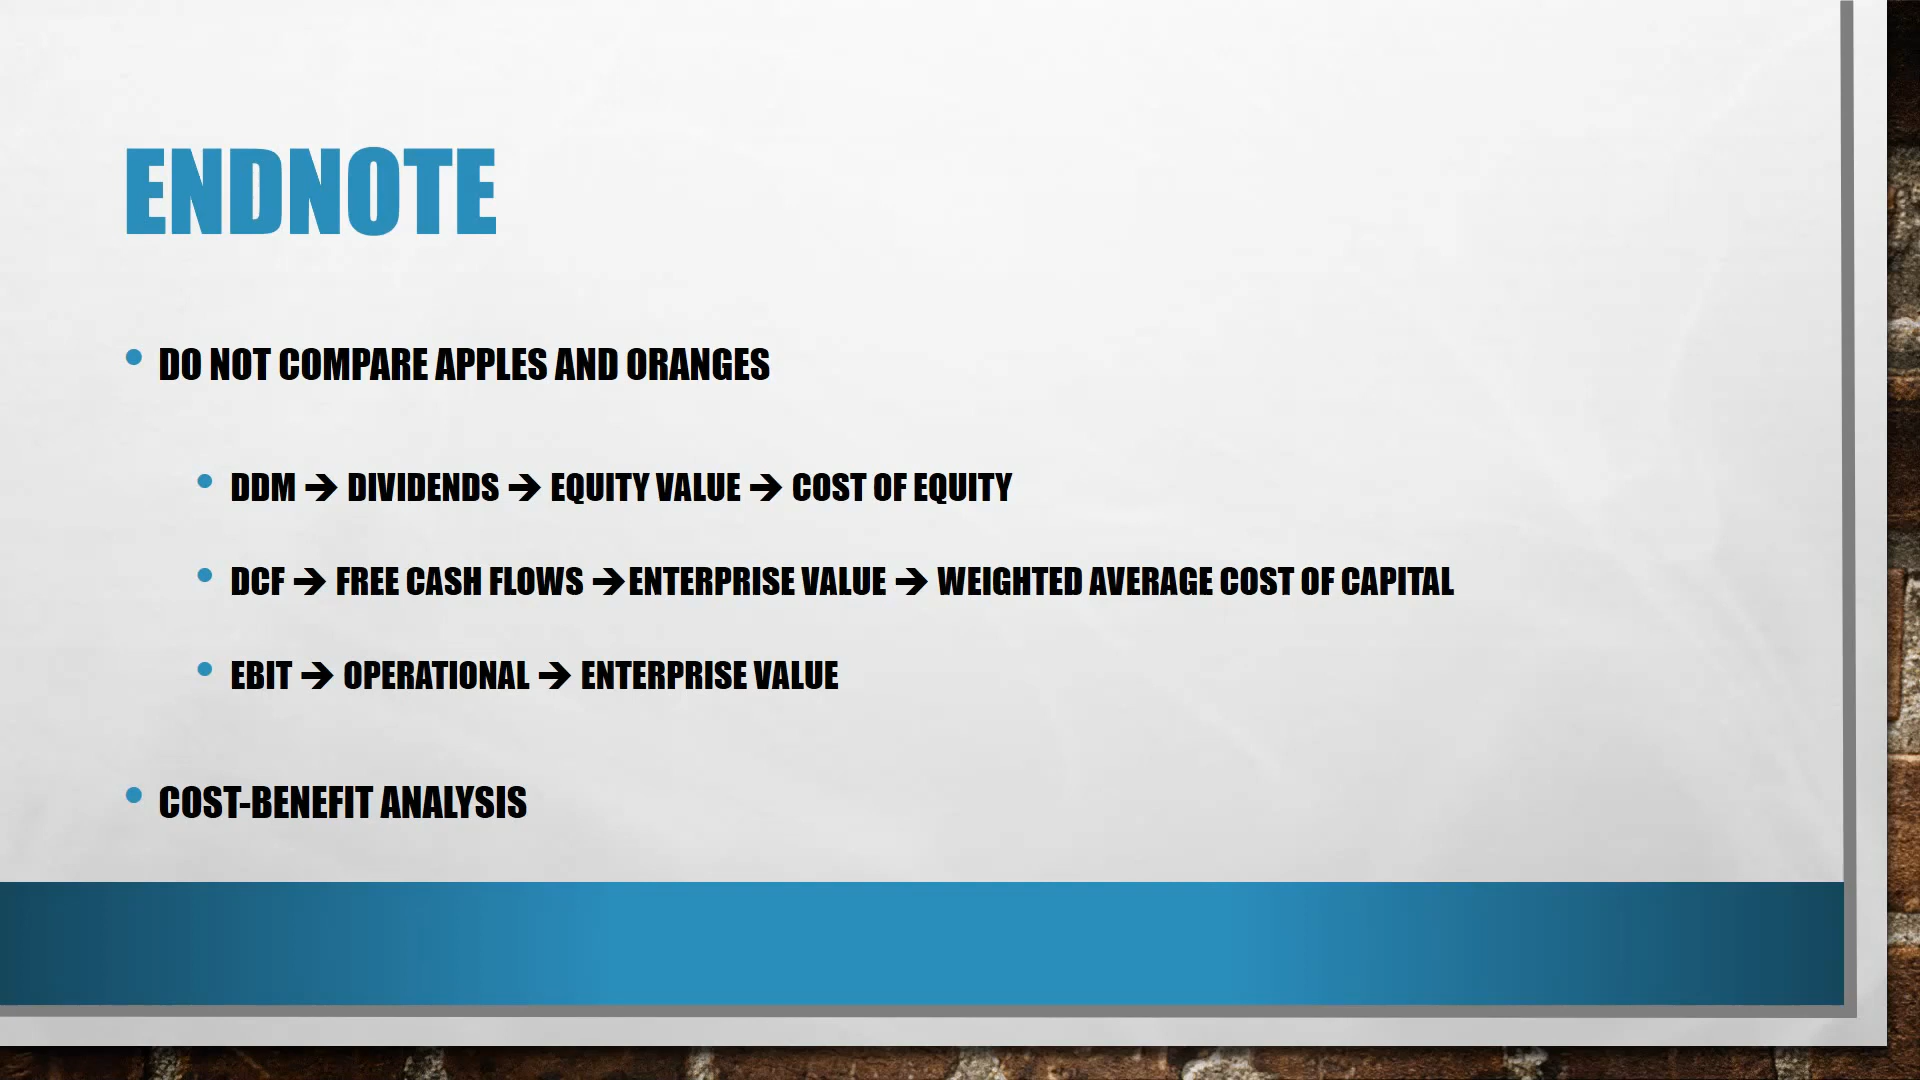 ENDNOTE
• DO NOT COMPARE APPLES AND ORANGES
• DDM → DIVIDENDS → EQUITY VALUE → COST OF EQUITY
• DCF → FREE CASH FLOWS →ENTERPRISE VALUE → WEIGHTED AVERAGE COST OF CAPITAL
• EBIT → OPERATIONAL → ENTERPRISE VALUE
• COST-BENEFIT ANALYSIS